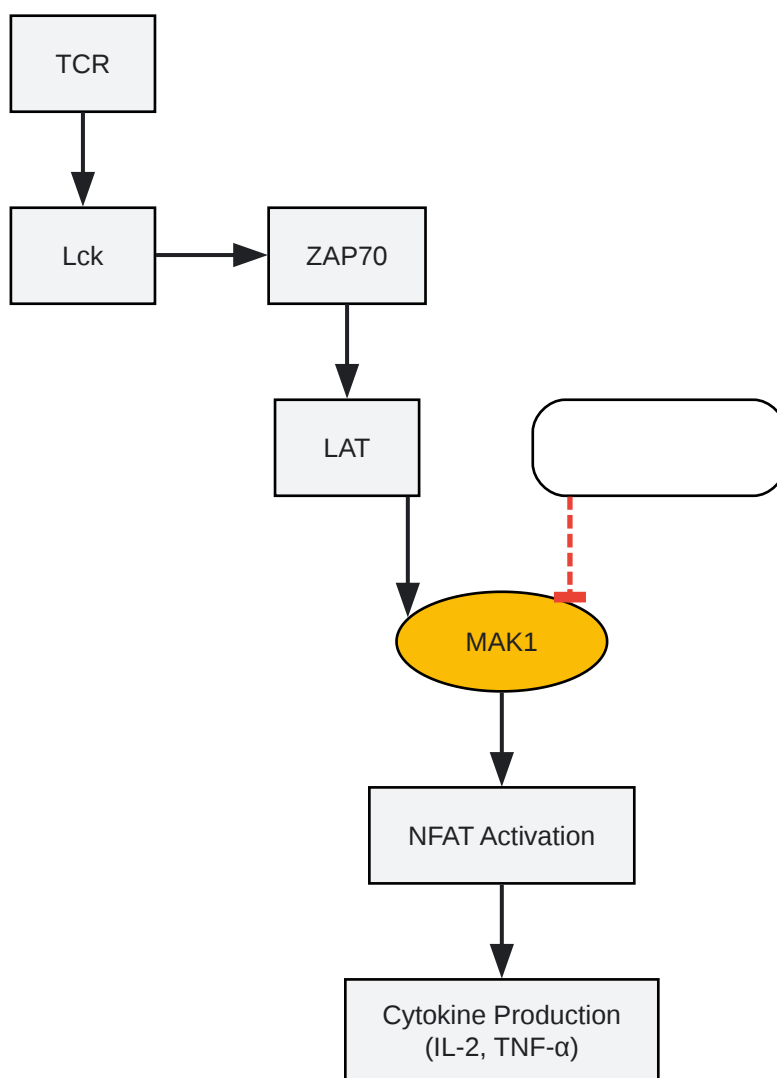 TCR
Lck
ZAP70
LAT
MAK1
NFAT Activation
Cytokine Production
(IL-2, TNF-α)